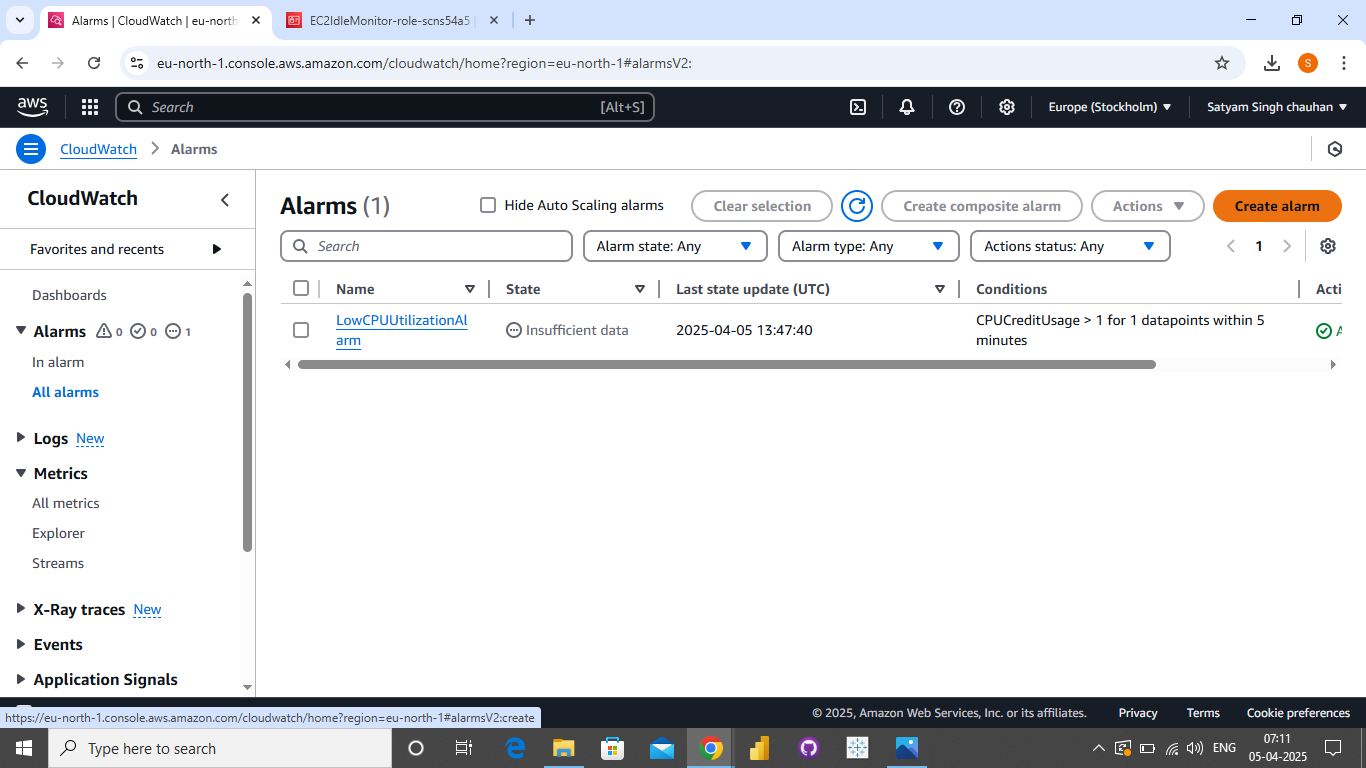 Alarms | CloudWatch | eu-north
EC2IdleMonitor-role-scns54a5 |
eu-north-1.console.aws.amazon.com/cloudwatch/home?region=eu-north-1#alarmsV2:
S
aws
Search
[Alt+S]
Europe (Stockholm)
Satyam Singh chauhan
CloudWatch
Alarms
CloudWatch
Favorites and recents
Dashboards
Alarms
0
0
1
In alarm
All alarms
Logs New
Metrics
All metrics
Explorer
Streams
X-Ray traces New
Events
Application Signals
Alarms (1)
Hide Auto Scaling alarms
Clear selection
Create composite alarm
Actions
Create alarm
Search
Alarm state: Any
Alarm type: Any
Actions status: Any
1
Name
State
Last state update (UTC)
Conditions
Acti
LowCPUUtilizationAl
arm
Insufficient data
2025-04-05 13:47:40
CPUCreditUsage > 1 for 1 datapoints within 5
minutes
A
https://eu-north-1.console.aws.amazon.com/cloudwatch/home?region=eu-north-1#alarmsV2:create
© 2025, Amazon Web Services, Inc. or its affiliates.
Privacy
Terms
Cookie preferences
Type here to search
ENG
07:11
05-04-2025